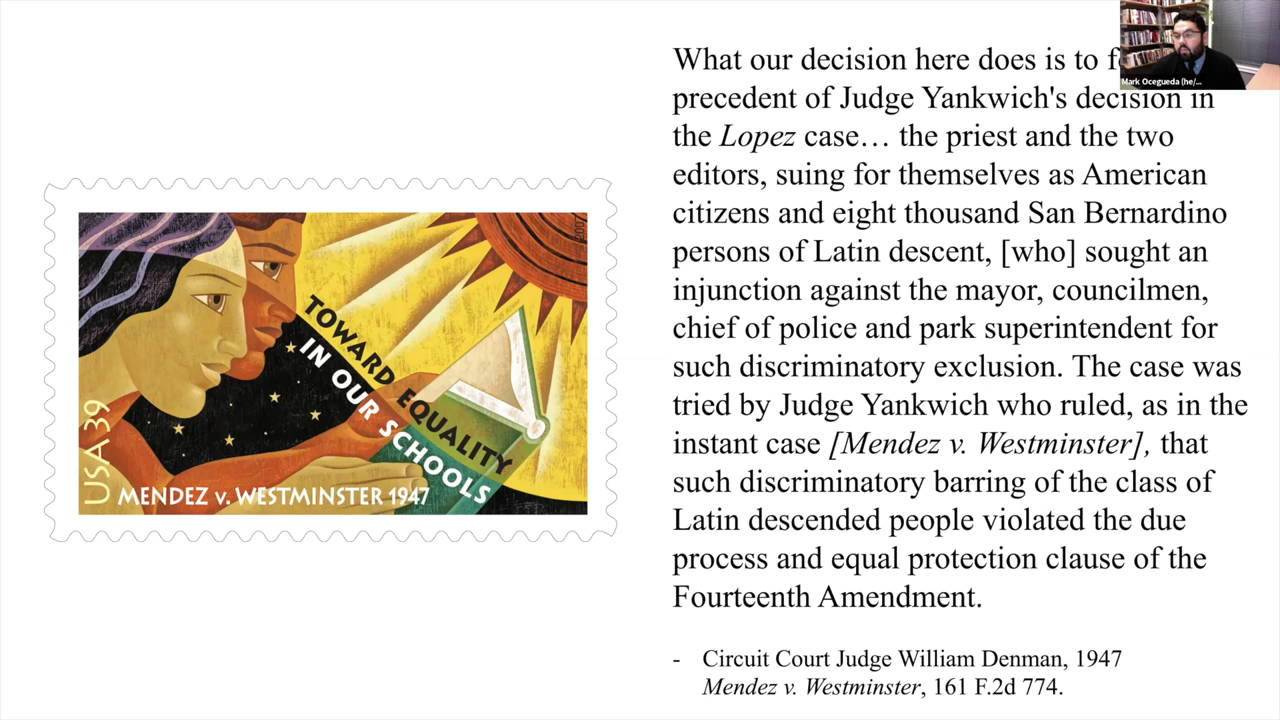 What our decision here does is to
precedent of Judge Yankwich's decision in
the Lopez case… the priest and the two
editors, suing for themselves as American
citizens and eight thousand San Bernardino
persons of Latin descent, [who] sought an
injunction against the mayor, councilmen,
chief of police and park superintendent for
such discriminatory exclusion. The case was
tried by Judge Yankwich who ruled, as in the
instant case [Mendez v. Westminster], that
such discriminatory barring of the class of
Latin descended people violated the due
process and equal protection clause of the
Fourteenth Amendment.
- Circuit Court Judge William Denman, 1947
Mendez v. Westminster, 161 F.2d 774.
Mark Ocegueda (he/...
2007
TOWARD EQUALITY
IN OUR SCHOOLS
USA 39
MENDEZ v. WESTMINSTER 1947